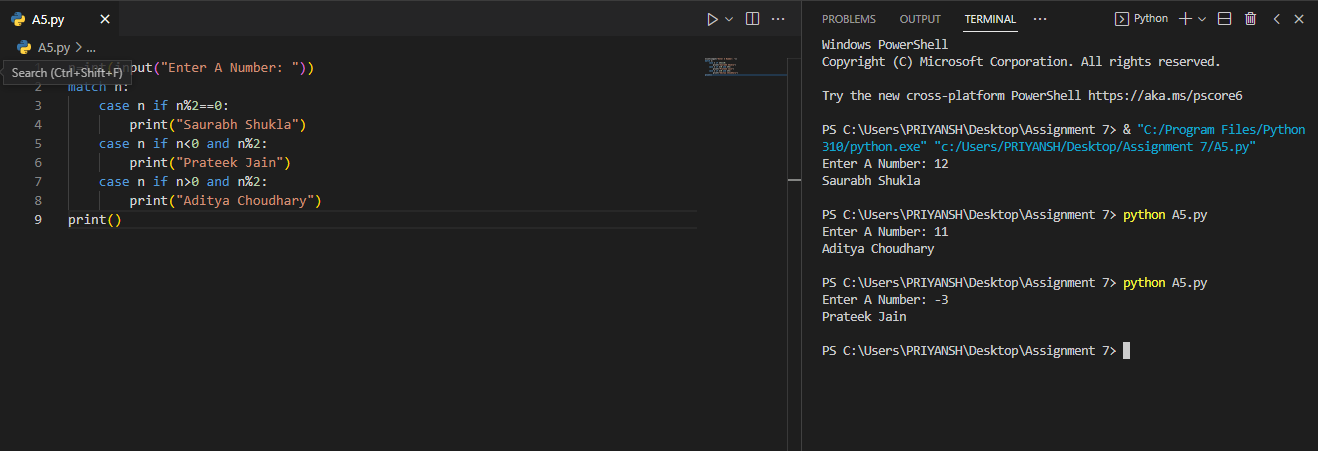 A5.py
A5.py > ...
Search (Ctrl+Shift+F)
input("Enter A Number: "))
2 match n:
3 case n if n%2==0:
4 print("Saurabh Shukla")
5 case n if n<0 and n%2:
6 print("Prateek Jain")
7 case n if n>0 and n%2:
8 print("Aditya Choudhary")
9 print()
PROBLEMS OUTPUT TERMINAL ... Python
Windows PowerShell
Copyright (C) Microsoft Corporation. All rights reserved.
Try the new cross-platform PowerShell https://aka.ms/pscore6
PS C:\Users\PRIYANSH\Desktop\Assignment 7> & "C:/Program Files/Python
310/python.exe" "c:/Users/PRIYANSH/Desktop/Assignment 7/A5.py"
Enter A Number: 12
Saurabh Shukla
PS C:\Users\PRIYANSH\Desktop\Assignment 7> python A5.py
Enter A Number: 11
Aditya Choudhary
PS C:\Users\PRIYANSH\Desktop\Assignment 7> python A5.py
Enter A Number: -3
Prateek Jain
PS C:\Users\PRIYANSH\Desktop\Assignment 7>